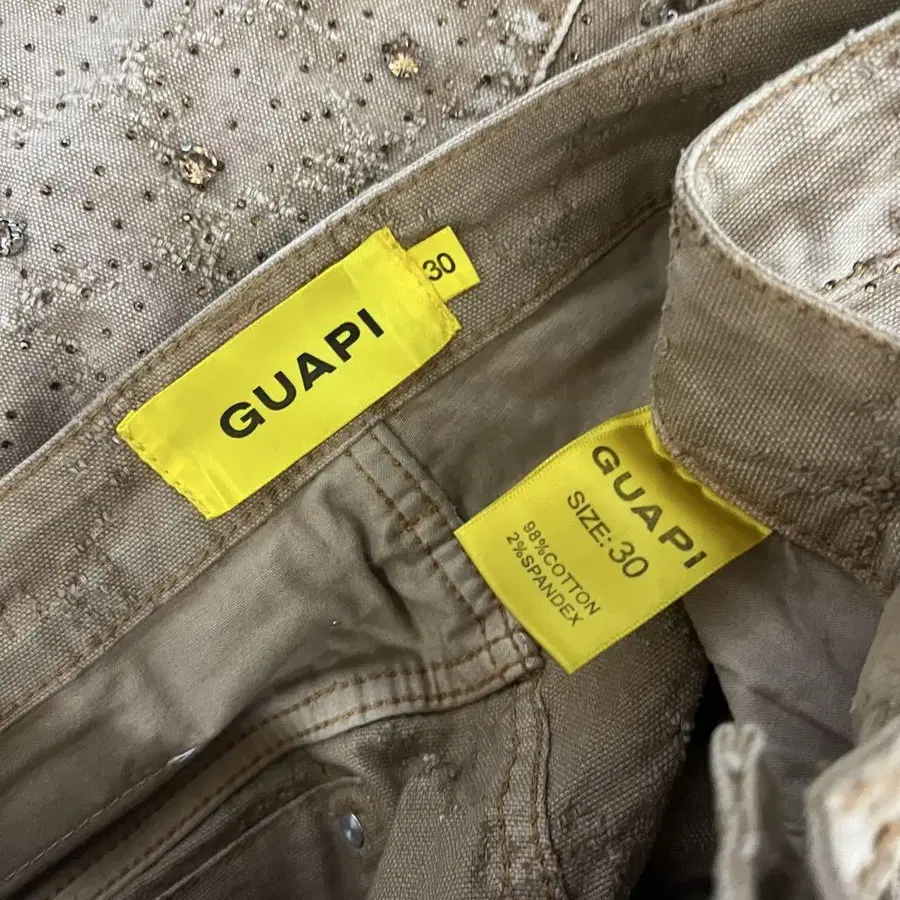 30
GUAPI
GUAPI
SIZE:30
98%COTTON
2%SPANDEX